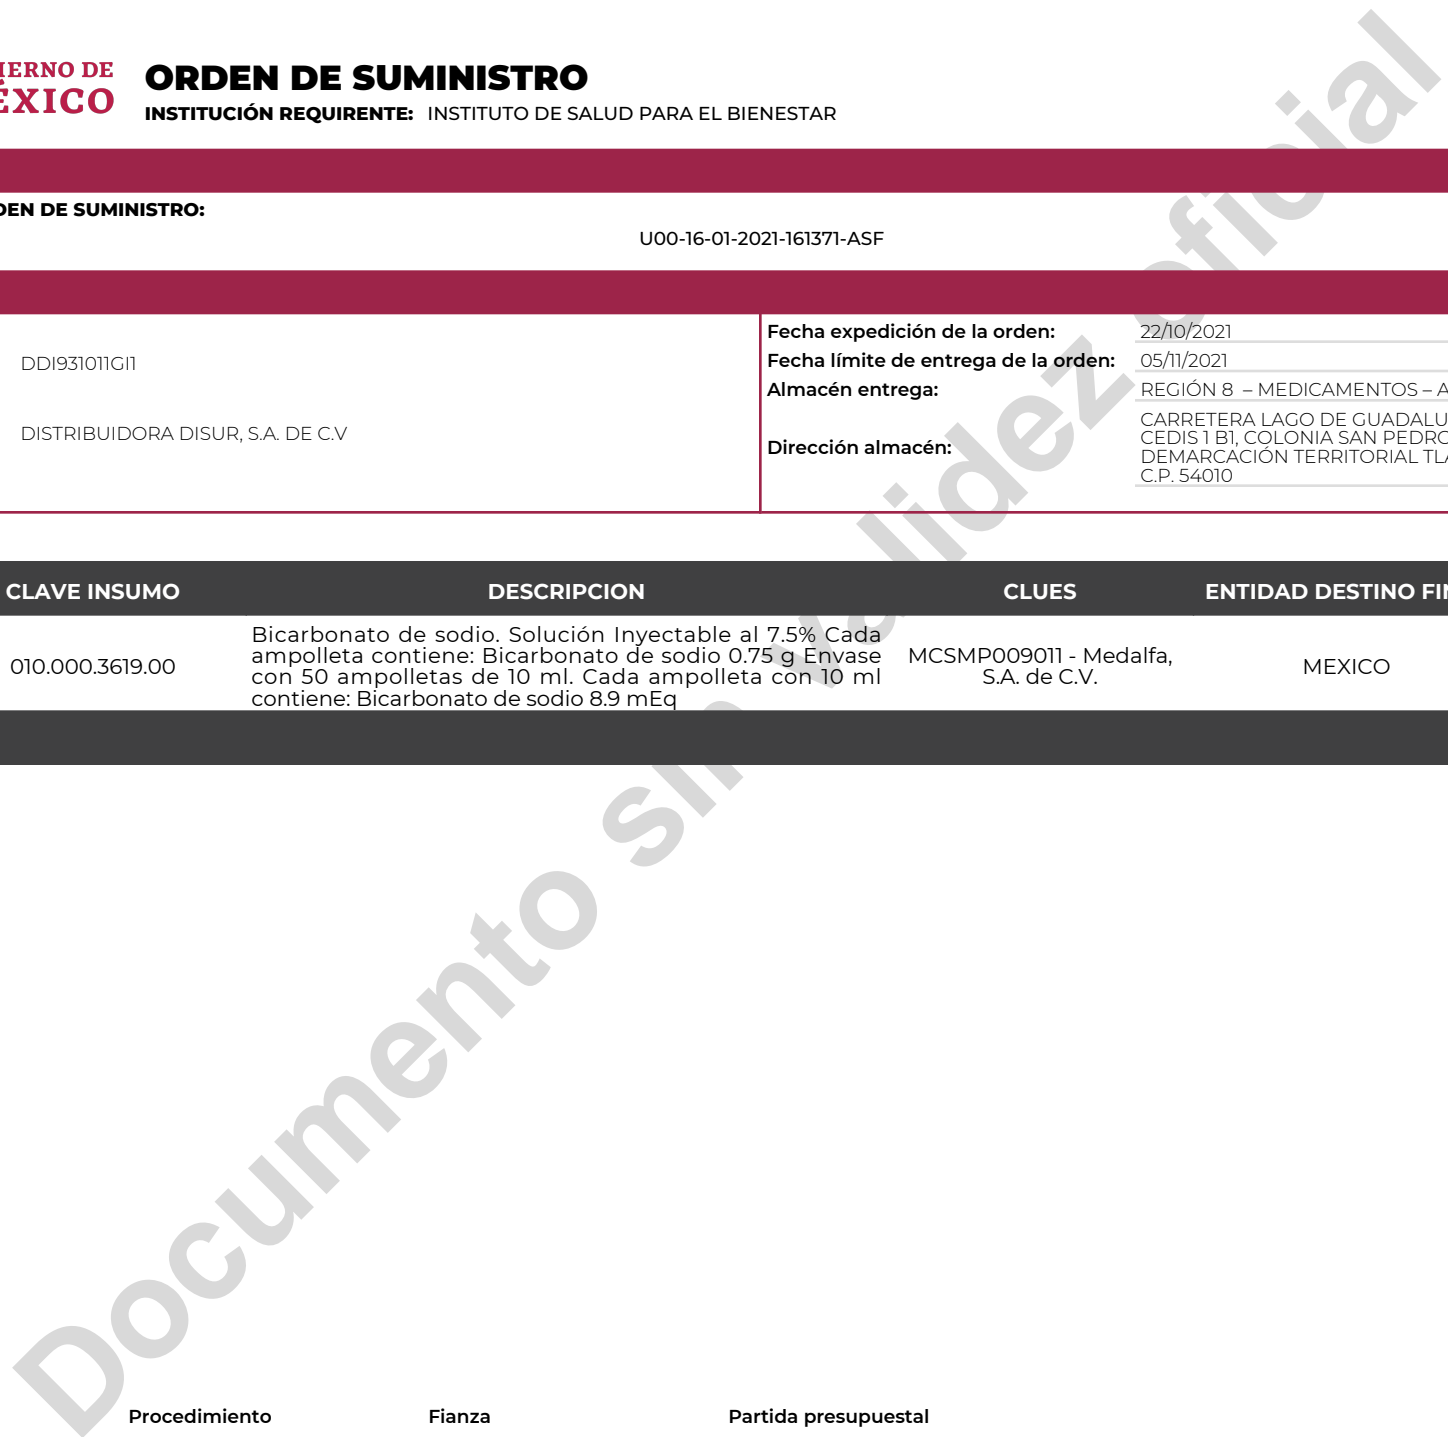 IERNO DE
ÉXICO
ORDEN DE SUMINISTRO
INSTITUCIÓN REQUIRENTE: INSTITUTO DE SALUD PARA EL BIENESTAR
DEN DE SUMINISTRO:
U00-16-01-2021-161371-ASF
DDI931011GI1
DISTRIBUIDORA DISUR, S.A. DE C.V
Fecha expedición de la orden: 22/10/2021
Fecha límite de entrega de la orden: 05/11/2021
Almacén entrega: REGIÓN 8 – MEDICAMENTOS – A
Dirección almacén:
CARRETERA LAGO DE GUADALU
CEDIS 1 B1, COLONIA SAN PEDRO
DEMARCACIÓN TERRITORIAL TLA
C.P. 54010
CLAVE INSUMO DESCRIPCION CLUES ENTIDAD DESTINO FIN
010.000.3619.00
Bicarbonato de sodio. Solución Inyectable al 7.5% Cada
ampolleta contiene: Bicarbonato de sodio 0.75 g Envase
con 50 ampolletas de 10 ml. Cada ampolleta con 10 ml
contiene: Bicarbonato de sodio 8.9 mEq
MCSMP009011 - Medalfa,
S.A. de C.V.
MEXICO
Documento sin validez oficial
Procedimiento Fianza Partida presupuestal